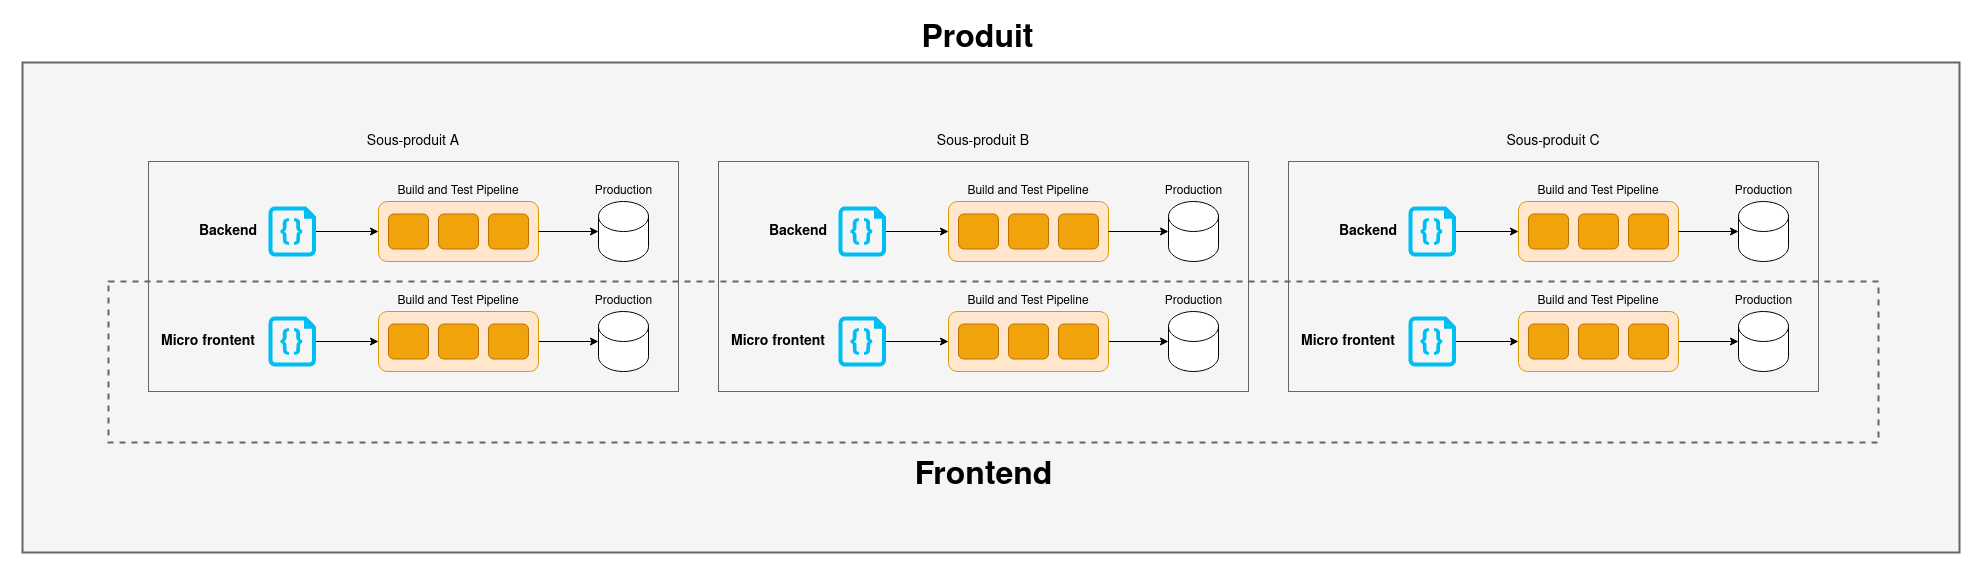 Produit
Sous-produit A
Sous-produit B
Sous-produit C
Build and Test Pipeline
Production
Backend
{}
Build and Test Pipeline
Production
Micro frontent
{}
Build and Test Pipeline
Production
Backend
{}
Build and Test Pipeline
Production
Micro frontent
{}
Build and Test Pipeline
Production
Backend
{}
Build and Test Pipeline
Production
Micro frontent
{}
Frontend